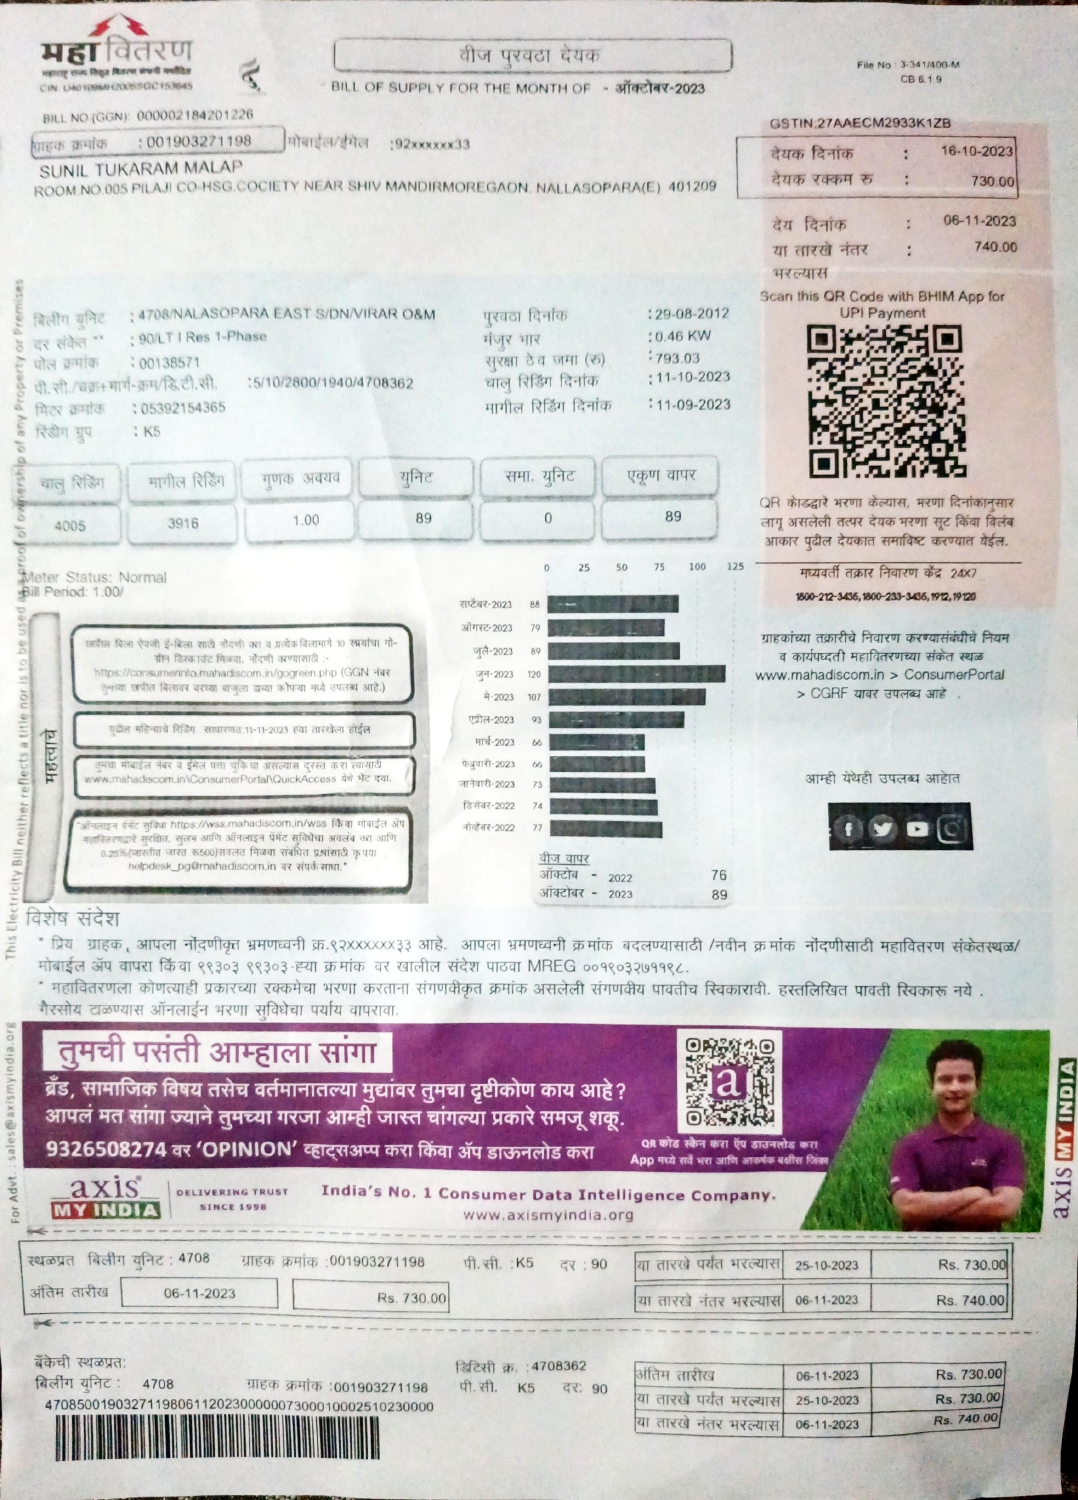 महावितरण
महाराष्ट्र राज्य विद्युत वितरण कंपनी मर्यादित
CIN: U40109MH2005SGC153645
वीज पुरवठा देयक
BILL OF SUPPLY FOR THE MONTH OF - ऑक्टोबर-2023
File No : 3-341/400-M
CB 6.1.9
BILL NO.(GGN): 000002184201226
ग्राहक क्रमांक : 001903271198 मोबाईल/ईमेल :92xxxxxx33
SUNIL TUKARAM MALAP
ROOM.NO.005 PILAJI CO-HSG.COCIETY NEAR SHIV MANDIRMOREGAON. NALLASOPARA(E) 401209
GSTIN:27AAECM2933K1ZB
देयक दिनांक : 16-10-2023
देयक रक्कम रु : 730.00
देय दिनांक : 06-11-2023
या तारखे नंतर : 740.00
भरल्यास
Scan this QR Code with BHIM App for
UPI Payment
बिलींग युनिट : 4708/NALASOPARA EAST S/DN/VIRAR O&M
दर संकेत ** : 90/LT I Res 1-Phase
पोल क्रमांक : 00138571
पी.सी./चक्र+मार्ग-क्रम/डि.टी.सी. :5/10/2800/1940/4708362
मिटर क्रमांक : 05392154365
रिडींग ग्रुप : K5
पुरवठा दिनांक : 29-08-2012
मंजुर भार : 0.46 KW
सुरक्षा ठेव जमा (रु) : 793.03
चालु रिडिंग दिनांक : 11-10-2023
मागील रिडिंग दिनांक : 11-09-2023
चालु रिडिंग मागील रिडिंग गुणक अवयव युनिट समा. युनिट एकूण वापर
4005 3916 1.00 89 0 89
QR कोडद्वारे भरणा केल्यास, भरणा दिनांकानुसार
लागू असलेली तत्पर देयक भरणा सूट किंवा विलंब
आकार पुढील देयकात समाविष्ट करण्यात येईल.
मध्यवर्ती तक्रार निवारण केंद्र 24X7
1800-212-3435, 1800-233-3435, 1912, 19120
Meter Status: Normal
Bill Period: 1.00/
0 25 50 75 100 125
सप्टेंबर-2023 88
ऑगस्ट-2023 79
जुलै-2023 89
जुन-2023 120
मे-2023 107
एप्रील-2023 93
मार्च-2023 66
फेब्रुवारी-2023 66
जानेवारी-2023 73
डिसेंबर-2022 74
नोव्हेंबर-2022 77
वीज वापर
ऑक्टोब - 2022 76
ऑक्टोबर - 2023 89
महत्वाचे
छापील बिला ऐवजी ई-बिला साठी नोंदणी करा व प्रत्येक बिलामागे 10 रुपयांचा गो-
ग्रीन डिस्काउंट मिळवा. नोंदणी करण्यासाठी :-
https://consumerinfo.mahadiscom.in/gogreen.php (GGN नंबर
तुमच्या छापील बिलावर वरच्या बाजुला डाव्या कोपऱ्या मध्ये उपलब्ध आहे.)
पुढील महिन्याचे रिडिंग साधारणत:11-11-2023 ह्या तारखेला होईल
तुमचा मोबाईल नंबर व ईमेल पत्ता चुकिचा असल्यास दुरुस्त करा त्यासाठी
www.mahadiscom.in\ConsumerPortal\QuickAccess येथे भेट द्या.
"ऑनलाइन पेमेंट सुविधा https://wss.mahadiscom.in/wss किंवा मोबाईल ॲप
महावितरणद्वारे सुरक्षित, सुलभ आणि ऑनलाइन पेमेंट सुविधेचा अवलंब करा आणि
0.25%(जास्तीत जास्त रु500)सवलत मिळवा संबंधित प्रश्नांसाठी कृपया
helpdesk_pg@mahadiscom.in वर संपर्क साधा."
ग्राहकांच्या तक्रारीचे निवारण करण्यासंबंधीचे नियम
व कार्यपध्दती महावितरणच्या संकेत स्थळ
www.mahadiscom.in > ConsumerPortal
> CGRF यावर उपलब्ध आहे .
आम्ही येथेही उपलब्ध आहोत
This Electricity Bill neither reflects a title nor is to be used as a proof of ownership of any Property or Premises
विशेष संदेश
* प्रिय ग्राहक, आपला नोंदणीकृत भ्रमणध्वनी क्र.९२xxxxxx३३ आहे. आपला भ्रमणध्वनी क्रमांक बदलण्यासाठी /नवीन क्रमांक नोंदणीसाठी महावितरण संकेतस्थळ/
मोबाईल ॲप वापरा किंवा ९९३०३ ९९३०३-ह्या क्रमांक वर खालील संदेश पाठवा MREG ००१९०३२७११९८.
* महावितरणला कोणत्याही प्रकारच्या रक्कमेचा भरणा करताना संगणकीकृत क्रमांक असलेली संगणकीय पावतीच स्विकारावी. हस्तलिखित पावती स्विकारू नये .
गैरसोय टाळण्यास ऑनलाईन भरणा सुविधेचा पर्याय वापरावा.
तुमची पसंती आम्हाला सांगा
ब्रँड, सामाजिक विषय तसेच वर्तमानातल्या मुद्यांवर तुमचा दृष्टीकोण काय आहे?
आपलं मत सांगा ज्याने तुमच्या गरजा आम्ही जास्त चांगल्या प्रकारे समजू शकू.
9326508274 वर 'OPINION' व्हाट्सअप्प करा किंवा ॲप डाऊनलोड करा
a
QR कोड स्कॅन करा ऍप डाउनलोड करा
App मध्ये सर्वे भरा आणि आकर्षक बक्षीस जिंका
axis MY INDIA
DELIVERING TRUST
SINCE 1998
India's No. 1 Consumer Data Intelligence Company.
www.axismyindia.org
axis MY INDIA
For Advt. : sales@axismyindia.org
स्थळप्रत बिलींग युनिट : 4708 ग्राहक क्रमांक :001903271198 पी.सी. : K5 दर : 90 या तारखे पर्यंत भरल्यास 25-10-2023 Rs. 730.00
अंतिम तारीख 06-11-2023 Rs. 730.00 या तारखे नंतर भरल्यास 06-11-2023 Rs. 740.00
बँकेची स्थळप्रत: डिटिसी क्र. : 4708362 अंतिम तारीख 06-11-2023 Rs. 730.00
बिलींग युनिट : 4708 ग्राहक क्रमांक :001903271198 पी.सी. K5 दर: 90 या तारखे पर्यंत भरल्यास 25-10-2023 Rs. 730.00
या तारखे नंतर भरल्यास 06-11-2023 Rs. 740.00